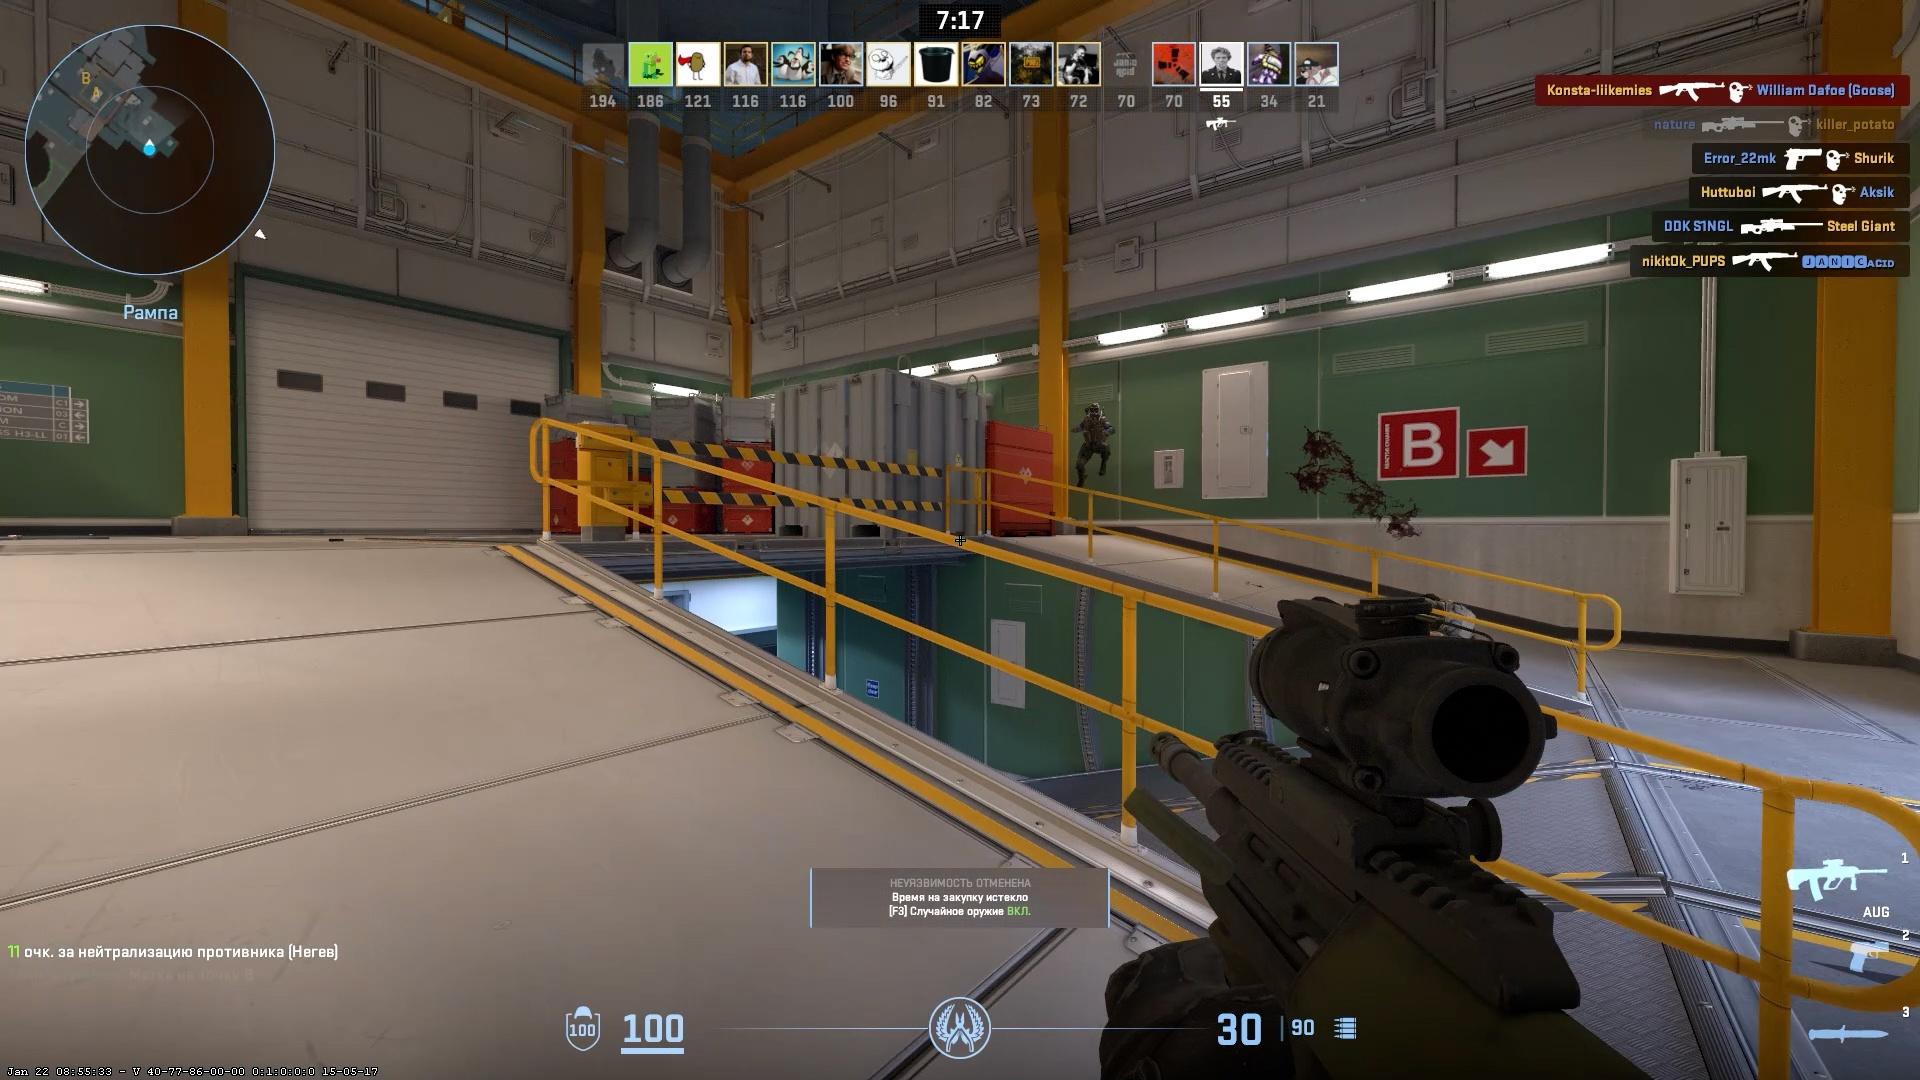 7:17
194 186 121 116 116 100 96 91 82 73 72 70 70 55 34 21
B
A
Konsta-liikemies William Dafoe (Goose)
nature killer_potato
Error_22mk Shurik
Huttuboi Aksik
DDK S1NGL Steel Giant
nikit0k_PUPS JANICACID
Рампа
B
НЕУЯЗВИМОСТЬ ОТМЕНЕНА
Время на закупку истекло
[F3] Случайное оружие ВКЛ.
1
AUG
2
3
11 очк. за нейтрализацию противника (Негев)
100 100
30 | 90
Jan 22 08:55:33 - V 40-77-86-00-00 0:1:0:0:0 15-05-17